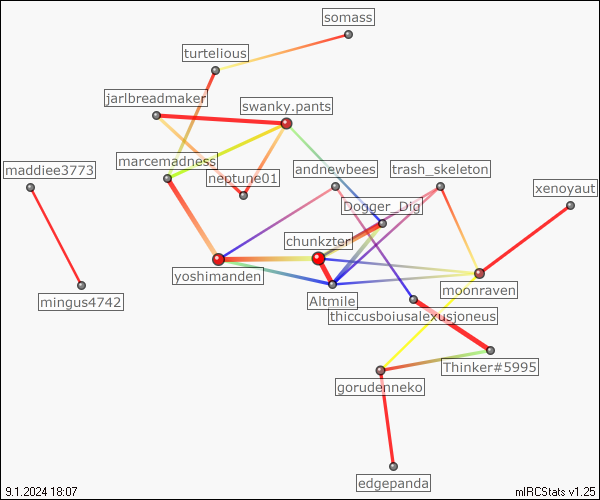 somass
turtelious
jarlbreadmaker
swanky.pants
marcemadness
andnewbees
trash_skeleton
maddiee3773
neptune01
xenoyaut
Dogger_Dig
chunkzter
yoshimanden
moonraven
mingus4742
Altmile
thiccusboiusalexusjoneus
Thinker#5995
gorudenneko
edgepanda
9.1.2024 18:07
mIRCStats v1.25